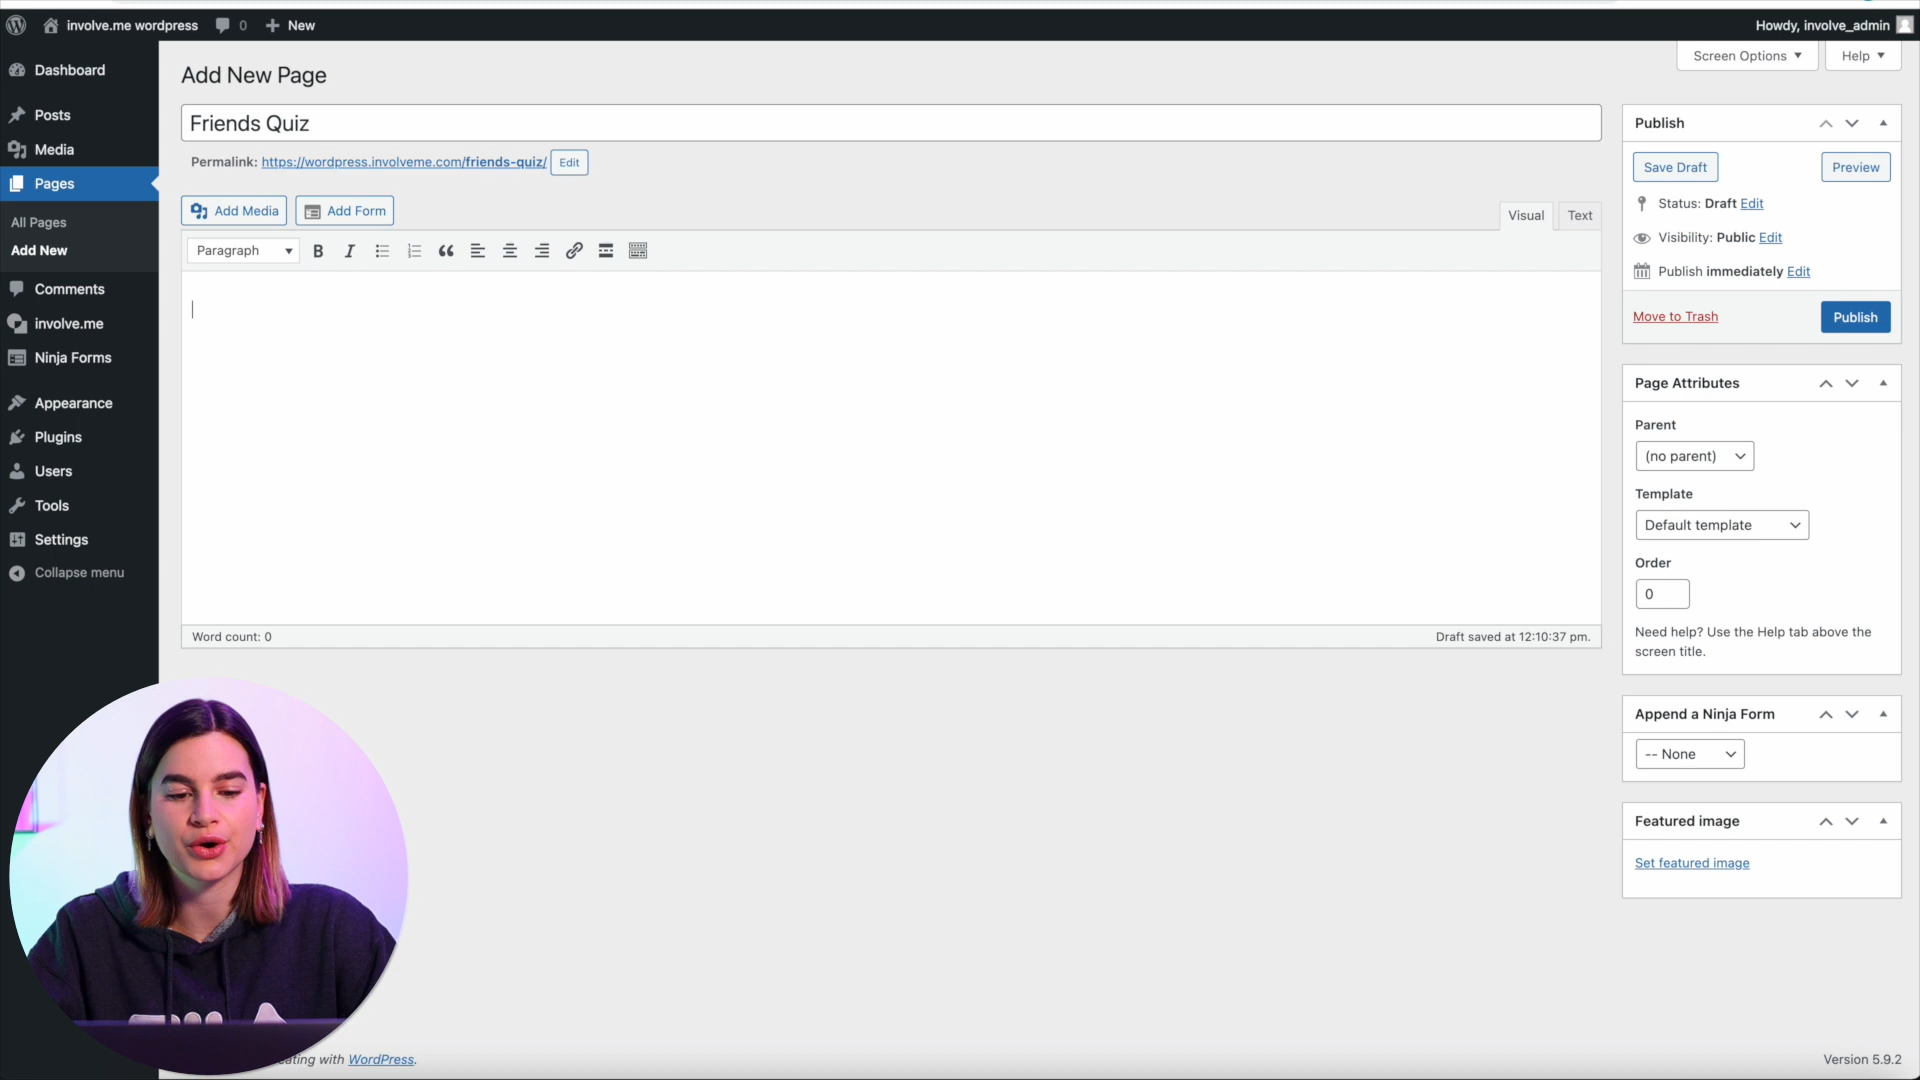 involve.me wordpress
0
New
Howdy, involve_admin
Dashboard
Posts
Media
Pages
All Pages
Add New
Comments
involve.me
Ninja Forms
Appearance
Plugins
Users
Tools
Settings
Collapse menu
Screen Options
Help
Add New Page
Friends Quiz
Permalink: https://wordpress.involveme.com/friends-quiz/ Edit
Add Media
Add Form
Visual
Text
Paragraph
B
I
Word count: 0
Draft saved at 12:10:37 pm.
Publish
Save Draft
Preview
Status: Draft Edit
Visibility: Public Edit
Publish immediately Edit
Move to Trash
Publish
Page Attributes
Parent
(no parent)
Template
Default template
Order
0
Need help? Use the Help tab above the
screen title.
Append a Ninja Form
-- None
Featured image
Set featured image
with WordPress.
Version 5.9.2